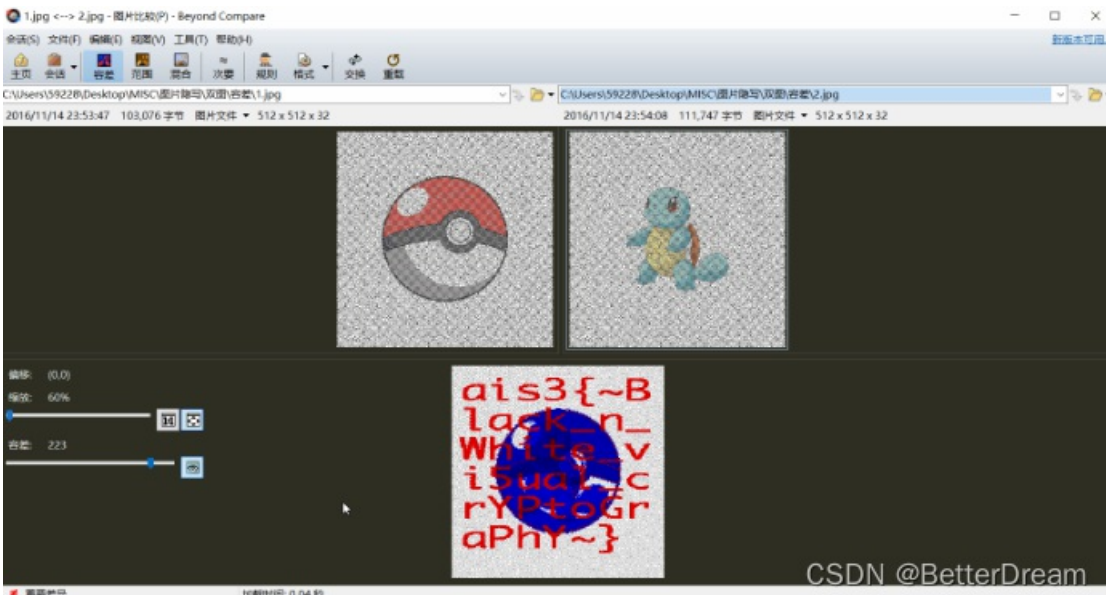 1.jpg <--> 2.jpg - 图片比较(P) - Beyond Compare
会话(S) 文件(F) 编辑(E) 视图(V) 工具(T) 帮助(H)
新版本可用
主页 会话 容差 范围 混合 次要 规则 格式 交换 重载
C:\Users\59228\Desktop\MISC\图片隐写\双图\容差\1.jpg
C:\Users\59228\Desktop\MISC\图片隐写\双图\容差\2.jpg
2016/11/14 23:53:47 103,076 字节 图片文件 512 x 512 x 32
2016/11/14 23:54:08 111,747 字节 图片文件 512 x 512 x 32
偏移: (0,0)
缩放: 60%
容差: 223
ais3{~B
lack_n_
White_v
i5ual_c
rYPtoGr
aPhY~}
CSDN @BetterDream